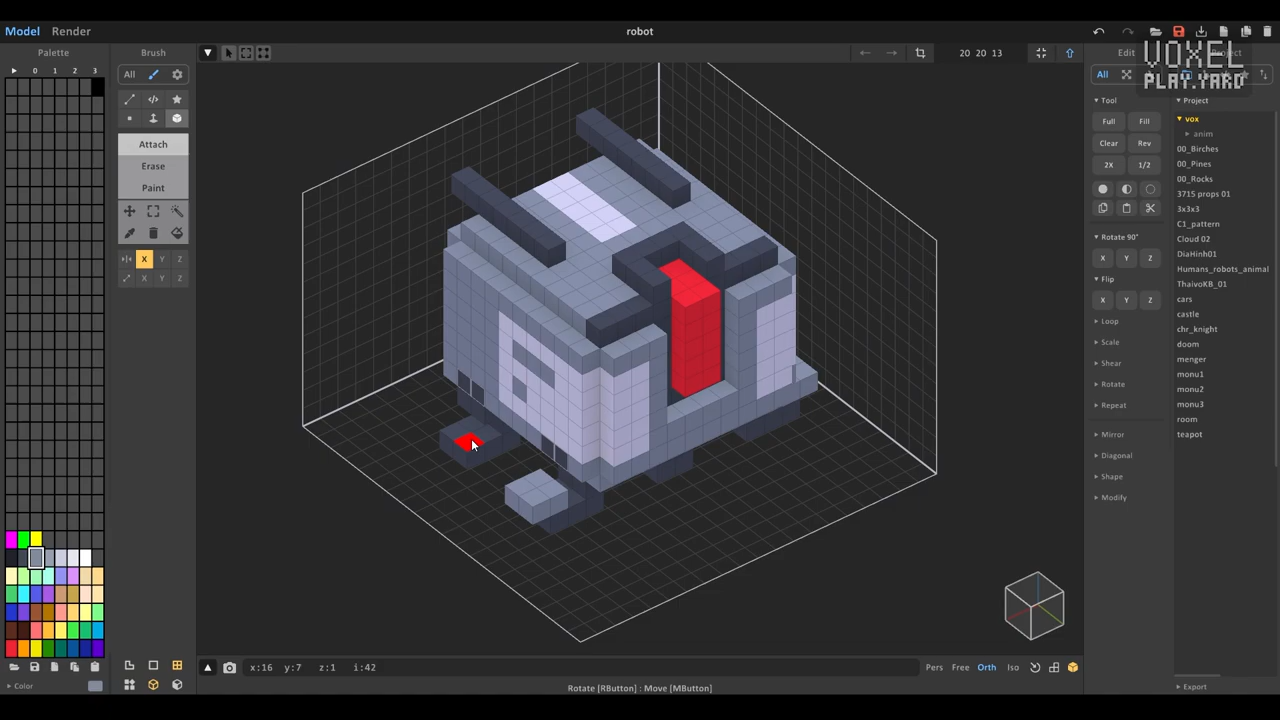 Model Render robot
Palette
0 1 2 3
Color
Brush
All
Attach
Erase
Paint
X Y Z
X Y Z
20 20 13
x:16 y:7 z:1 i:42
Pers Free Orth Iso
Rotate [RButton] : Move [MButton]
Edit
All
Tool
Full Fill
Clear Rev
2X 1/2
Rotate 90°
X Y Z
Flip
X Y Z
Loop
Scale
Shear
Rotate
Repeat
Mirror
Diagonal
Shape
Modify
VOXEL
PLAY.YARD
Project
vox
anim
00_Birches
00_Pines
00_Rocks
3715 props 01
3x3x3
C1_pattern
Cloud 02
DiaHinh01
Humans_robots_animal
ThaivoKB_01
cars
castle
chr_knight
doom
menger
monu1
monu2
monu3
room
teapot
Export